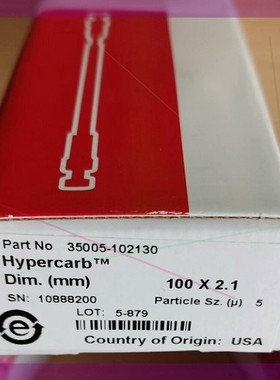 Part No 35005-102130
Hypercarb™
Dim. (mm) 100 X 2.1
SN: 10888200 Particle Sz. (µ) 5
LOT: 5-879
Country of Origin: USA